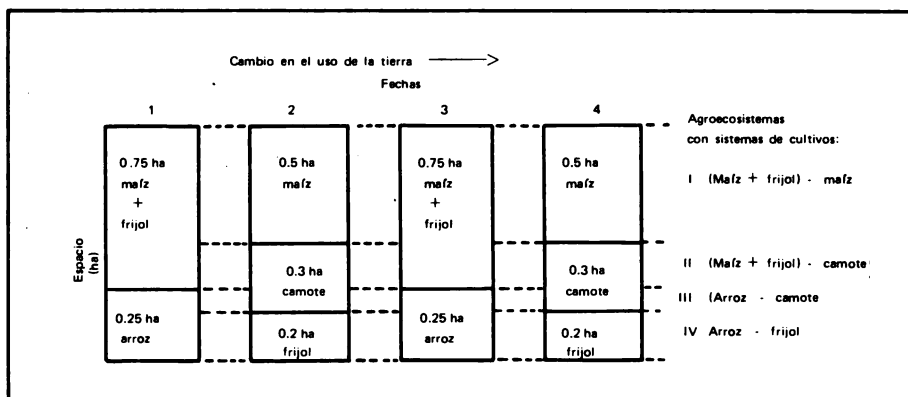 Cambio en el uso de la tierra
Fechas
1 2 3 4
Agroecosistemas
con sistemas de cultivos:
Espacio
(ha)
0.75 ha
maíz
+
frijol
0.25 ha
arroz
0.5 ha
maíz
0.3 ha
camote
0.2 ha
frijol
0.75 ha
maíz
+
frijol
0.25 ha
arroz
0.5 ha
maíz
0.3 ha
camote
0.2 ha
frijol
I (Maíz + frijol) - maíz
II (Maíz + frijol) - camote
III (Arroz - camote
IV Arroz - frijol